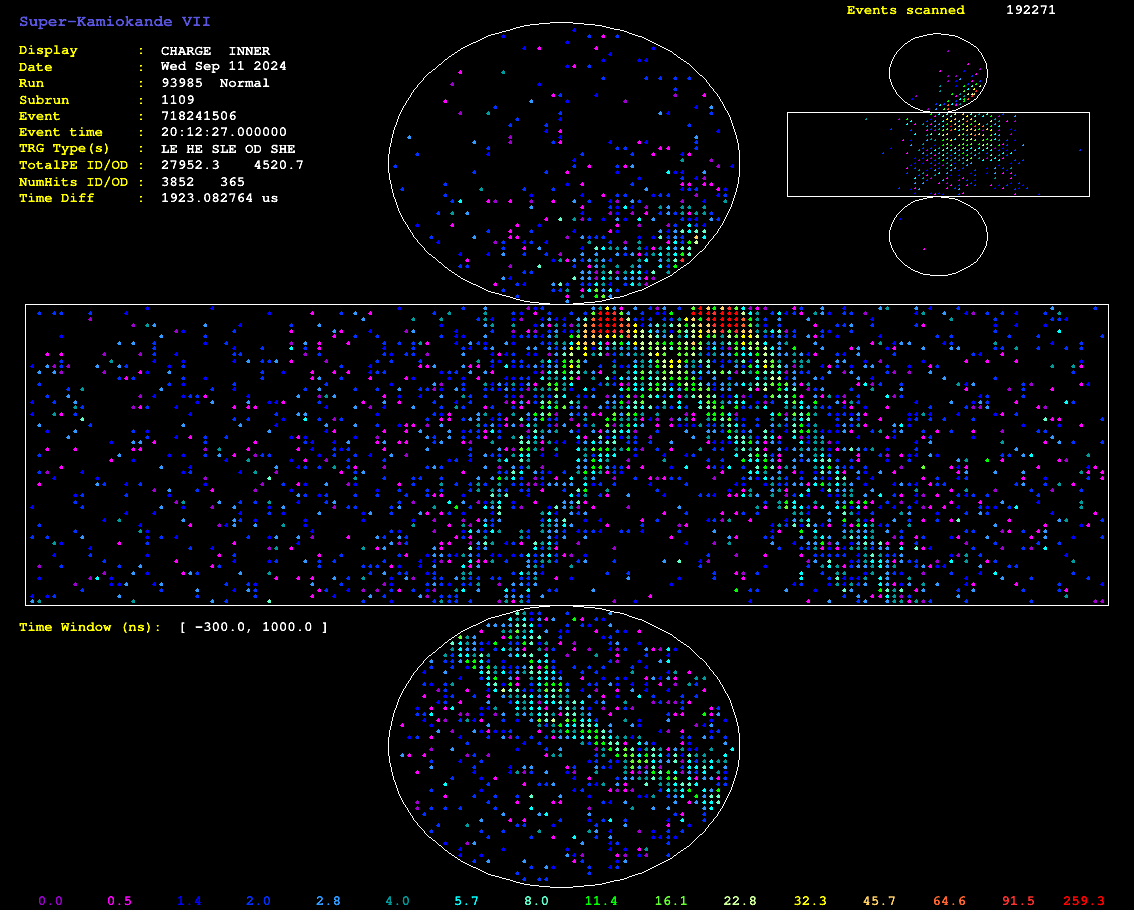 Super-Kamiokande VII
Events scanned 192271
Display : CHARGE INNER
Date : Wed Sep 11 2024
Run : 93985 Normal
Subrun : 1109
Event : 718241506
Event time : 20:12:27.000000
TRG Type(s) : LE HE SLE OD SHE
TotalPE ID/OD : 27952.3 4520.7
NumHits ID/OD : 3852 365
Time Diff : 1923.082764 us
Time Window (ns): [ -300.0, 1000.0 ]
0.0 0.5 1.4 2.0 2.8 4.0 5.7 8.0 11.4 16.1 22.8 32.3 45.7 64.6 91.5 259.3